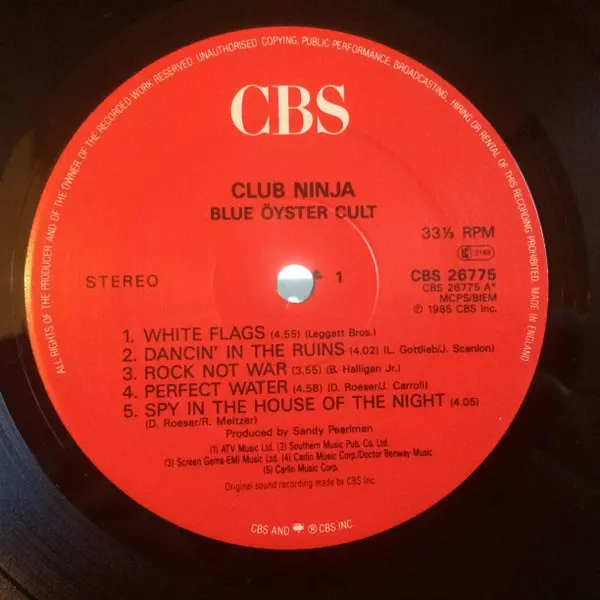 ALL RIGHTS OF THE PRODUCER AND OF THE OWNER OF THE RECORDED WORK RESERVED. UNAUTHORISED COPYING, PUBLIC PERFORMANCE, BROADCASTING, HIRING OR RENTAL OF THIS RECORDING PROHIBITED. MADE IN ENGLAND.
CBS
CLUB NINJA
BLUE ÖYSTER CULT
33⅓ RPM
STEREO
1
CBS 26775
CBS 26775 A*
MCPS/BIEM
℗ 1985 CBS Inc.
1. WHITE FLAGS (4.55) (Leggatt Bros.)
2. DANCIN' IN THE RUINS (4.02) (L. Gottlieb/J. Scanlon)
3. ROCK NOT WAR (3.55) (B. Halligan Jr.)
4. PERFECT WATER (4.58) (D. Roeser/J. Carroll)
5. SPY IN THE HOUSE OF THE NIGHT (4.05)
(D. Roeser/R. Meltzer)
Produced by Sandy Pearlman
(1) ATV Music Ltd. (2) Southern Music Pub. Co. Ltd.
(3) Screen Gems-EMI Music Ltd. (4) Carlin Music Corp./Doctor Benway Music
(5) Carlin Music Corp.
Original sound recording made by CBS Inc.
CBS AND ® CBS INC.